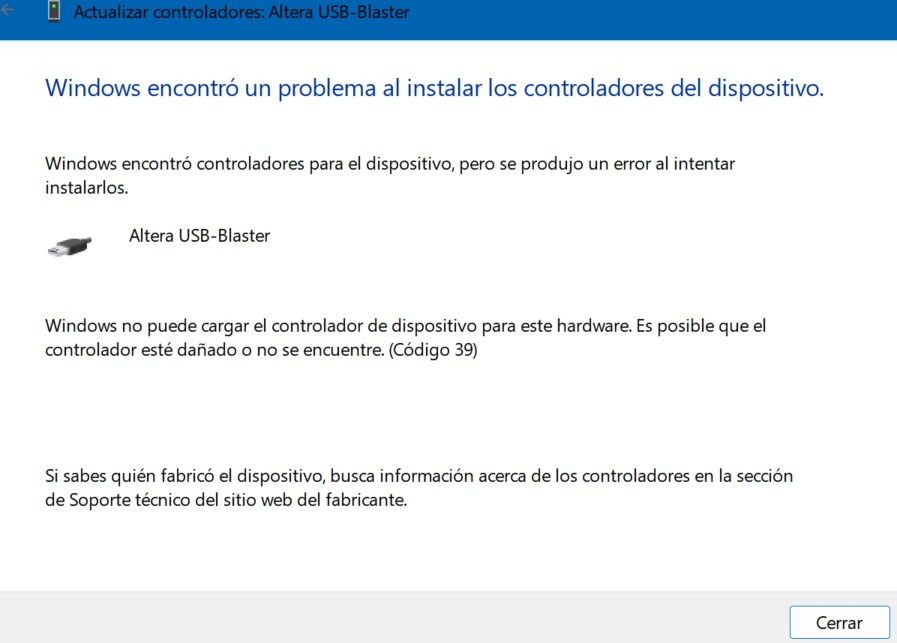 Actualizar controladores: Altera USB-Blaster
Windows encontró un problema al instalar los controladores del dispositivo.
Windows encontró controladores para el dispositivo, pero se produjo un error al intentar
instalarlos.
Altera USB-Blaster
Windows no puede cargar el controlador de dispositivo para este hardware. Es posible que el
controlador esté dañado o no se encuentre. (Código 39)
Si sabes quién fabricó el dispositivo, busca información acerca de los controladores en la sección
de Soporte técnico del sitio web del fabricante.
Cerrar